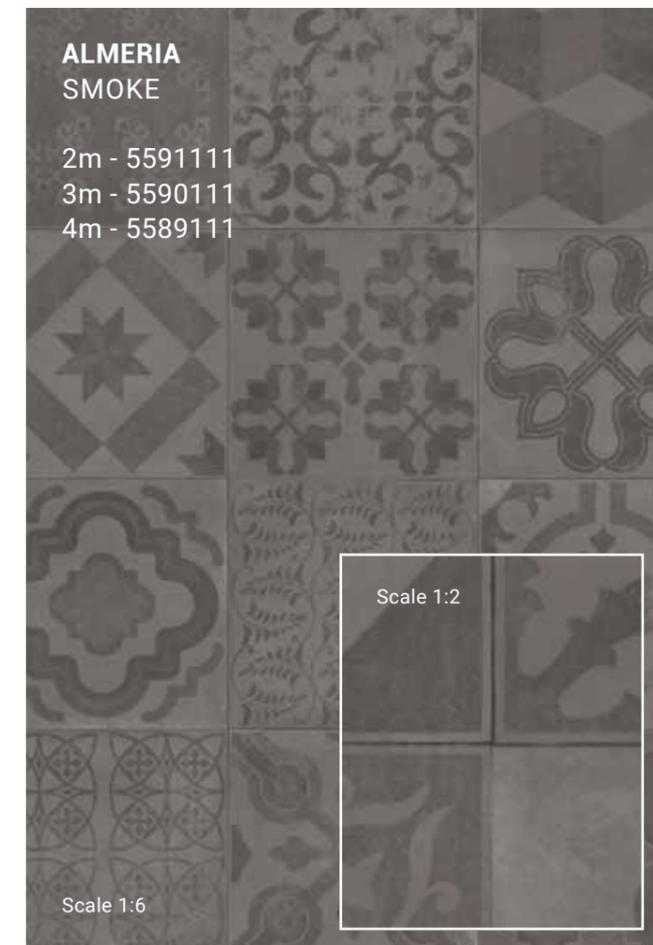 ALMERIA
SMOKE
2m - 5591111
3m - 5590111
4m - 5589111
Scale 1:2
Scale 1:6